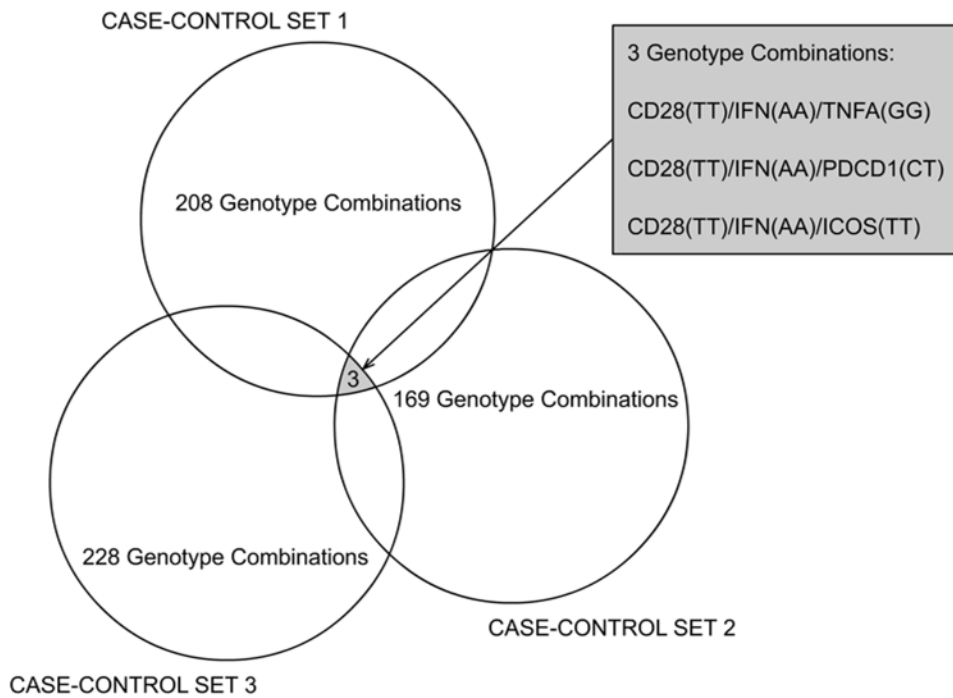 CASE-CONTROL SET 1
3 Genotype Combinations:
CD28(TT)/IFN(AA)/TNFA(GG)
CD28(TT)/IFN(AA)/PDCD1(CT)
CD28(TT)/IFN(AA)/ICOS(TT)
208 Genotype Combinations
3
169 Genotype Combinations
228 Genotype Combinations
CASE-CONTROL SET 2
CASE-CONTROL SET 3